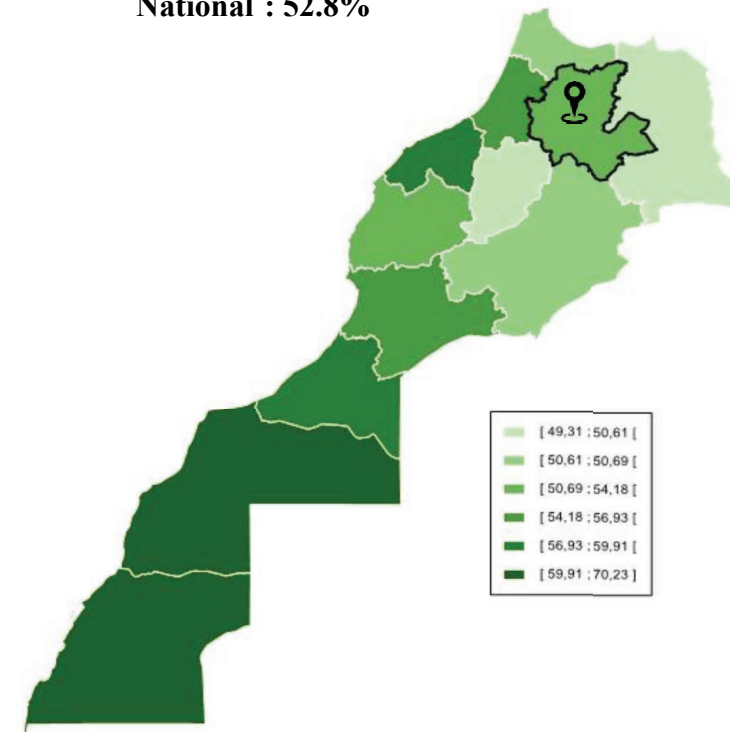 National : 52.8%
[ 49,31 ; 50,61 [
[ 50,61 ; 50,69 [
[ 50,69 ; 54,18 [
[ 54,18 ; 56,93 [
[ 56,93 ; 59,91 [
[ 59,91 ; 70,23 ]